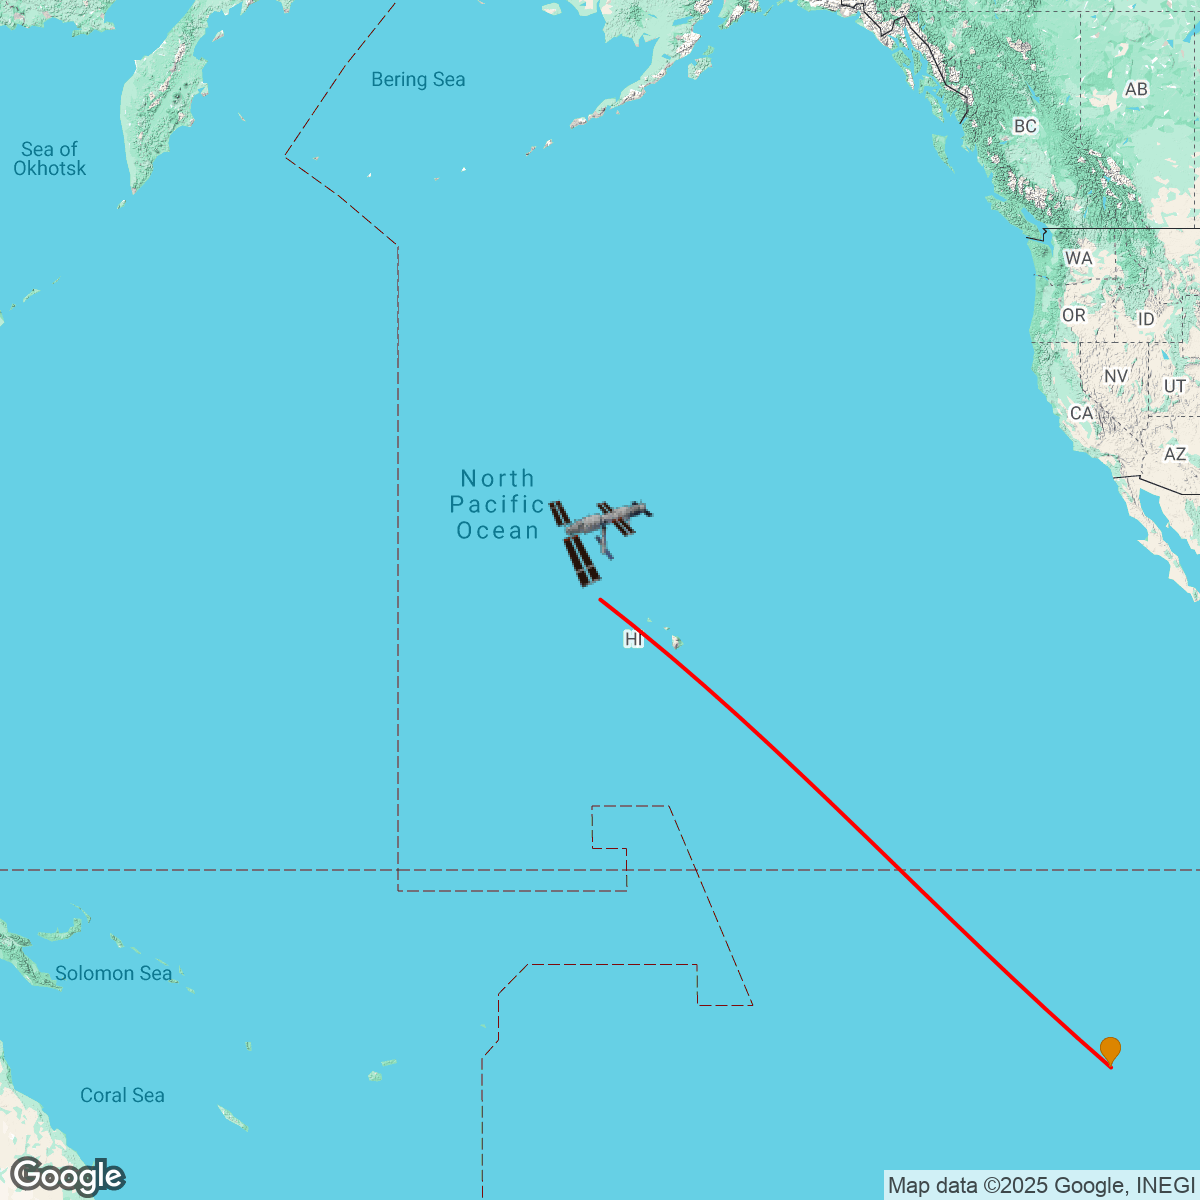 Bering Sea
AB
BC
Sea of
Okhotsk
WA
OR
ID
NV
UT
CA
AZ
North
Pacific
Ocean
HI
Solomon Sea
Coral Sea
Google
Map data ©2025 Google, INEGI